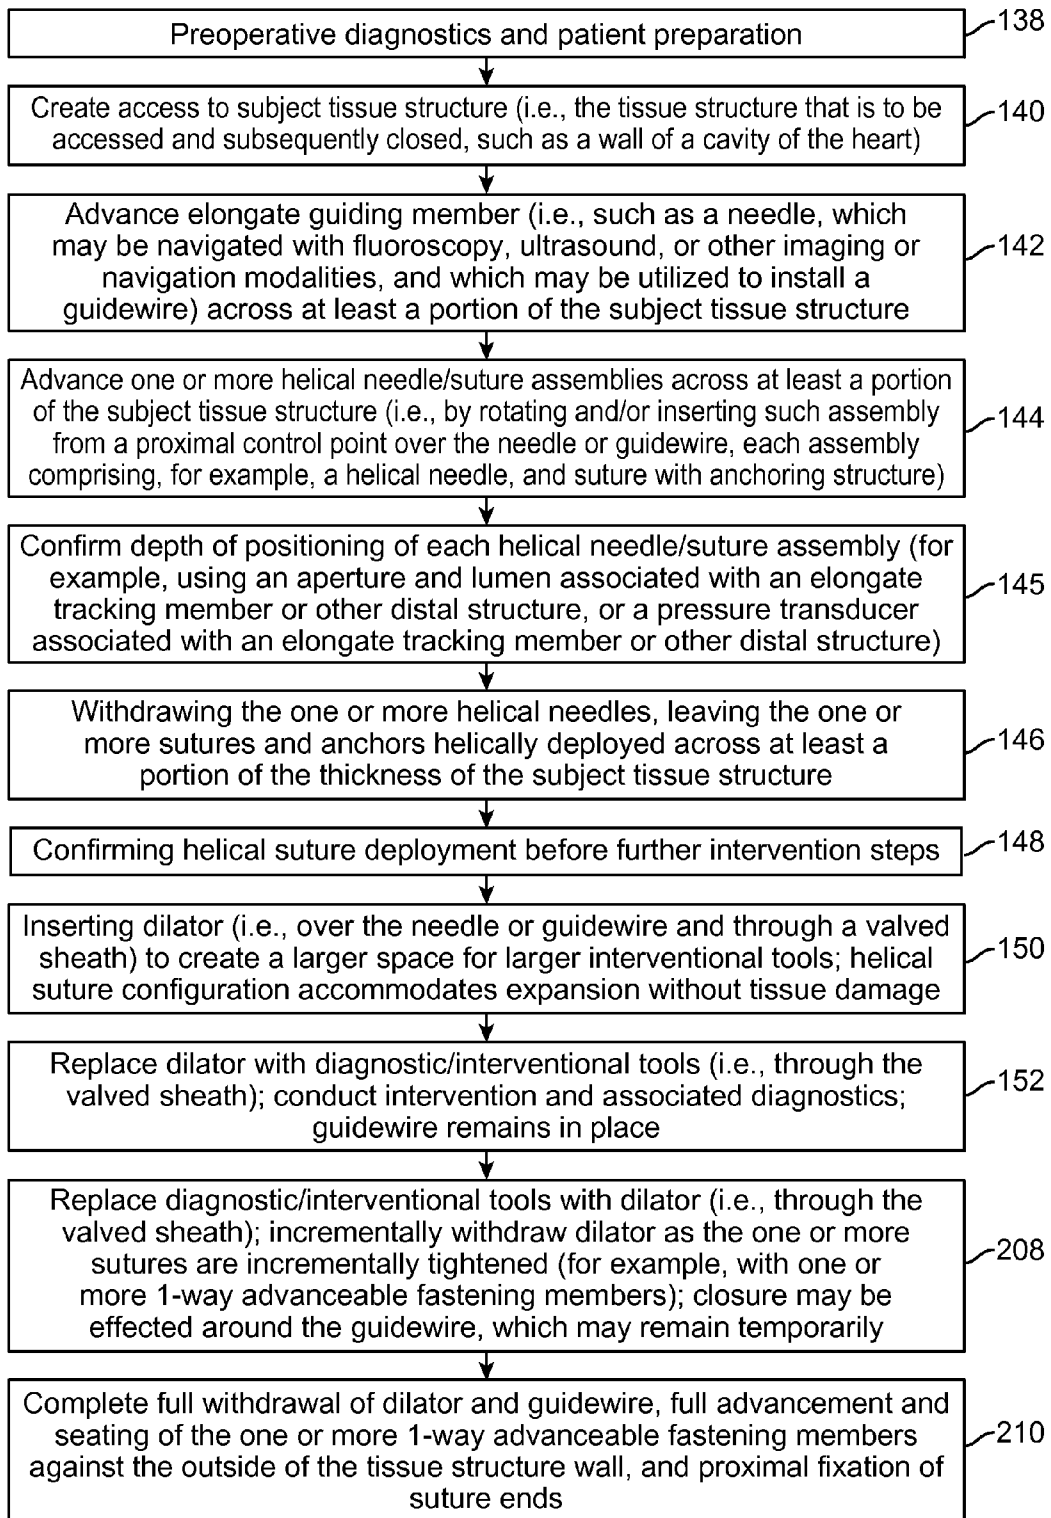 Preoperative diagnostics and patient preparation
138
Create access to subject tissue structure (i.e., the tissue structure that is to be
accessed and subsequently closed, such as a wall of a cavity of the heart)
140
Advance elongate guiding member (i.e., such as a needle, which
may be navigated with fluoroscopy, ultrasound, or other imaging or
navigation modalities, and which may be utilized to install a
guidewire) across at least a portion of the subject tissue structure
142
Advance one or more helical needle/suture assemblies across at least a portion
of the subject tissue structure (i.e., by rotating and/or inserting such assembly
from a proximal control point over the needle or guidewire, each assembly
comprising, for example, a helical needle, and suture with anchoring structure)
144
Confirm depth of positioning of each helical needle/suture assembly (for
example, using an aperture and lumen associated with an elongate
tracking member or other distal structure, or a pressure transducer
associated with an elongate tracking member or other distal structure)
145
Withdrawing the one or more helical needles, leaving the one or
more sutures and anchors helically deployed across at least a
portion of the thickness of the subject tissue structure
146
Confirming helical suture deployment before further intervention steps
148
Inserting dilator (i.e., over the needle or guidewire and through a valved
sheath) to create a larger space for larger interventional tools; helical
suture configuration accommodates expansion without tissue damage
150
Replace dilator with diagnostic/interventional tools (i.e., through the
valved sheath); conduct intervention and associated diagnostics;
guidewire remains in place
152
Replace diagnostic/interventional tools with dilator (i.e., through the
valved sheath); incrementally withdraw dilator as the one or more
sutures are incrementally tightened (for example, with one or
more 1-way advanceable fastening members); closure may be
effected around the guidewire, which may remain temporarily
208
Complete full withdrawal of dilator and guidewire, full advancement and
seating of the one or more 1-way advanceable fastening members
against the outside of the tissue structure wall, and proximal fixation of
suture ends
210